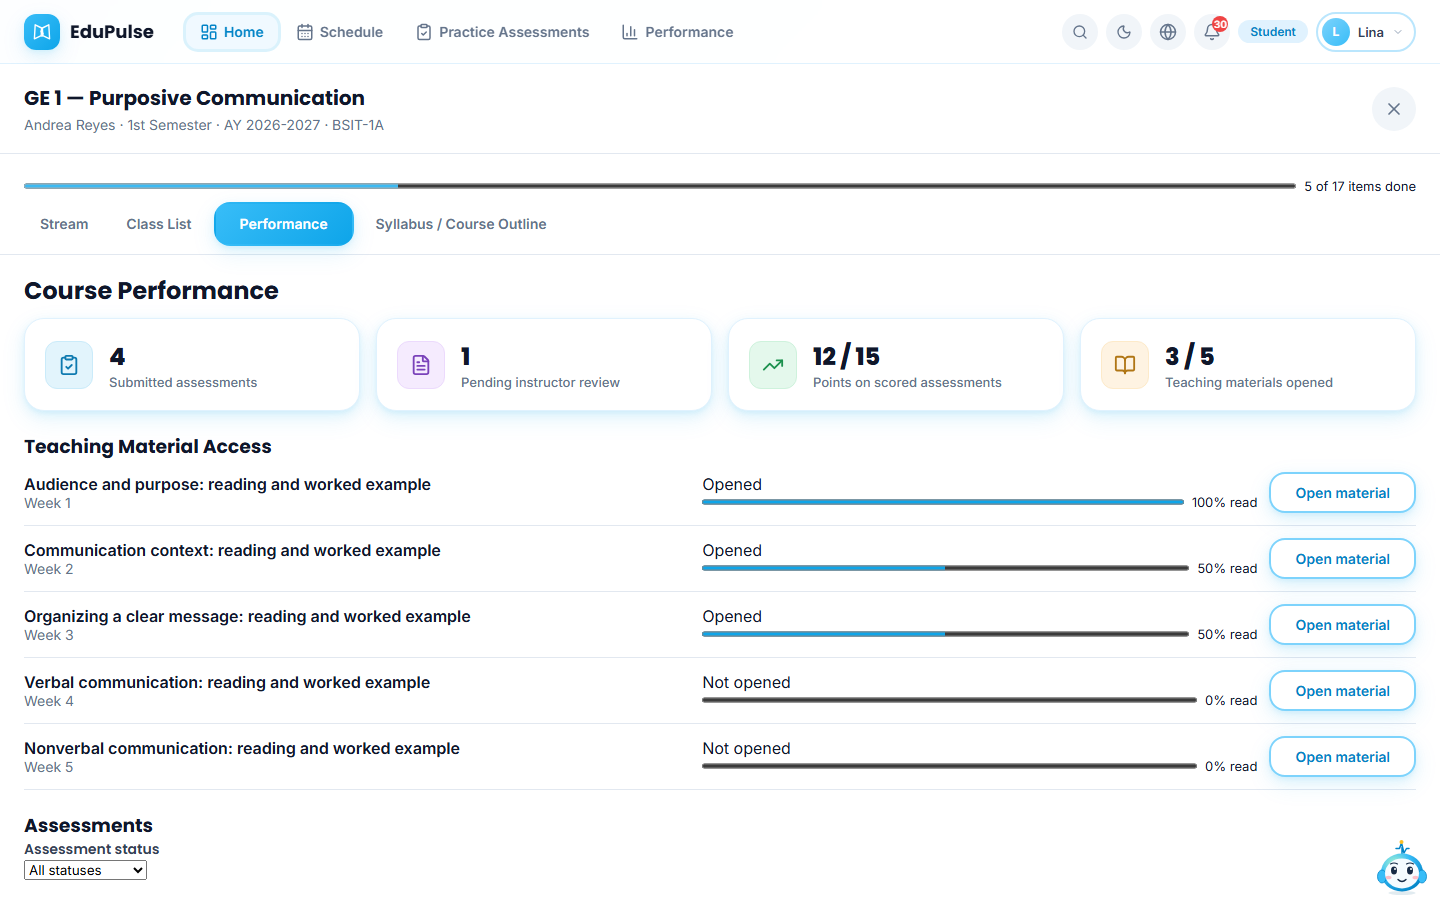 EduPulse
Home
Schedule
Practice Assessments
Performance
30
Student
L
Lina
GE 1 — Purposive Communication
Andrea Reyes · 1st Semester · AY 2026-2027 · BSIT-1A
5 of 17 items done
Stream
Class List
Performance
Syllabus / Course Outline
Course Performance
4
Submitted assessments
1
Pending instructor review
12 / 15
Points on scored assessments
3 / 5
Teaching materials opened
Teaching Material Access
Audience and purpose: reading and worked example
Week 1
Opened
100% read
Open material
Communication context: reading and worked example
Week 2
Opened
50% read
Open material
Organizing a clear message: reading and worked example
Week 3
Opened
50% read
Open material
Verbal communication: reading and worked example
Week 4
Not opened
0% read
Open material
Nonverbal communication: reading and worked example
Week 5
Not opened
0% read
Open material
Assessments
Assessment status
All statuses